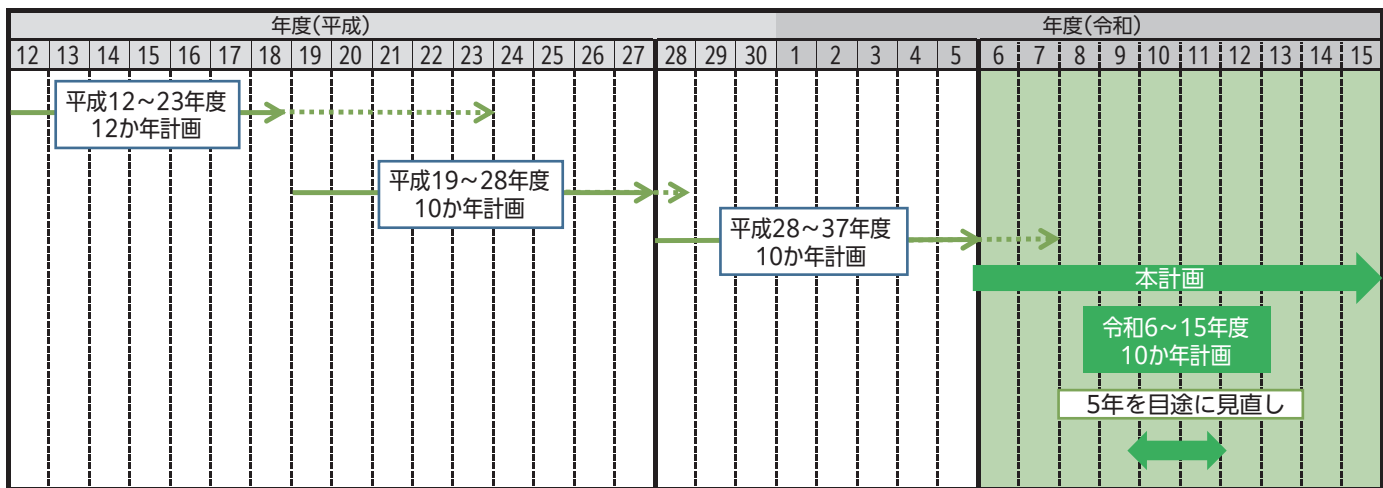 年度(平成) 年度(令和)
12 13 14 15 16 17 18 19 20 21 22 23 24 25 26 27 28 29 30 1 2 3 4 5 6 7 8 9 10 11 12 13 14 15
平成12～23年度
12か年計画
平成19～28年度
10か年計画
平成28～37年度
10か年計画
本計画
令和6～15年度
10か年計画
5年を目途に見直し